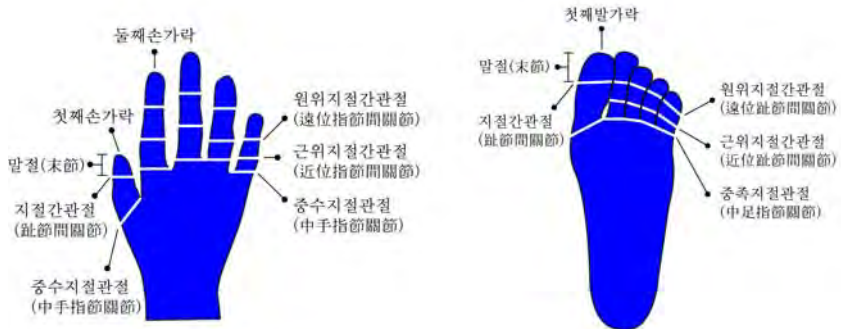 둘째손가락
첫째손가락
말절(末節)
지절간관절
(趾節間關節)
중수지절관절
(中手指節關節)
원위지절간관절
(遠位指節間關節)
근위지절간관절
(近位指節間關節)
중수지절관절
(中手指節關節)
첫째발가락
말절(末節)
지절간관절
(趾節間關節)
원위지절간관절
(遠位趾節間關節)
근위지절간관절
(近位趾節間關節)
중족지절관절
(中足指節關節)